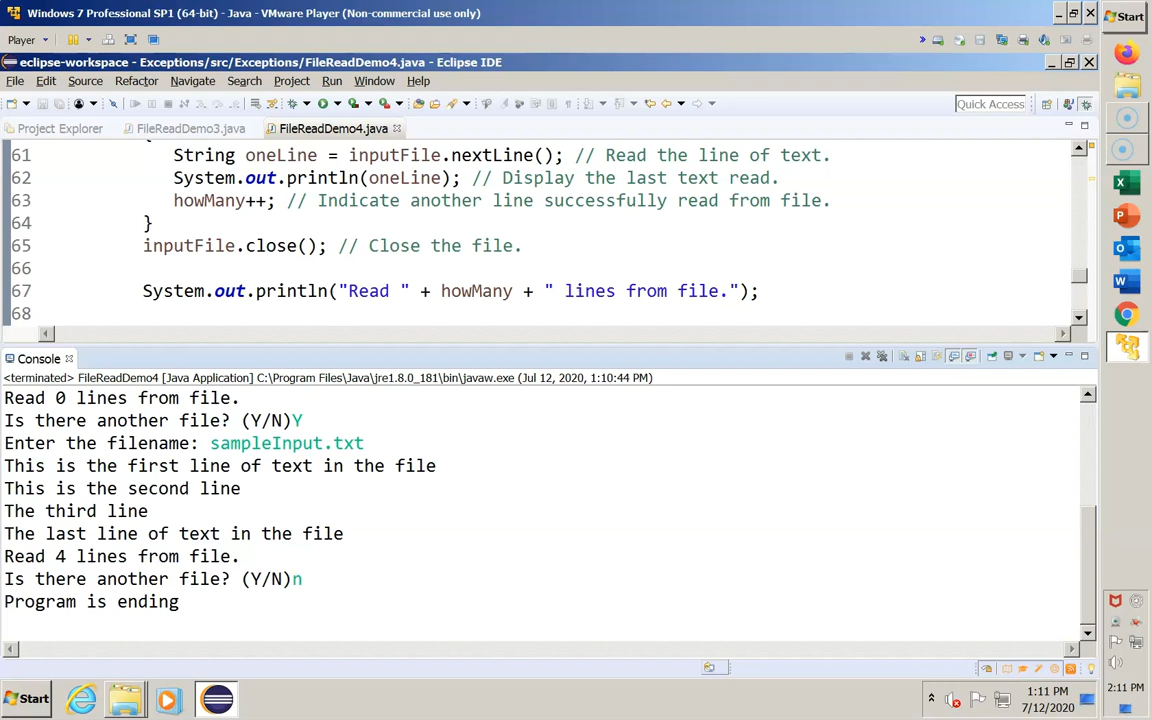 Windows 7 Professional SP1 (64-bit) - Java - VMware Player (Non-commercial use only)
Start
Player
eclipse-workspace - Exceptions/src/Exceptions/FileReadDemo4.java - Eclipse IDE
File Edit Source Refactor Navigate Search Project Run Window Help
Quick Access
Project Explorer FileReadDemo3.java FileReadDemo4.java
{
61 String oneLine = inputFile.nextLine(); // Read the line of text.
62 System.out.println(oneLine); // Display the last text read.
63 howMany++; // Indicate another line successfully read from file.
64 }
65 inputFile.close(); // Close the file.
66
67 System.out.println("Read " + howMany + " lines from file.");
68
Console
<terminated> FileReadDemo4 [Java Application] C:\Program Files\Java\jre1.8.0_181\bin\javaw.exe (Jul 12, 2020, 1:10:44 PM)
Read 0 lines from file.
Is there another file? (Y/N)Y
Enter the filename: sampleInput.txt
This is the first line of text in the file
This is the second line
The third line
The last line of text in the file
Read 4 lines from file.
Is there another file? (Y/N)n
Program is ending
Start
1:11 PM
7/12/2020
2:11 PM